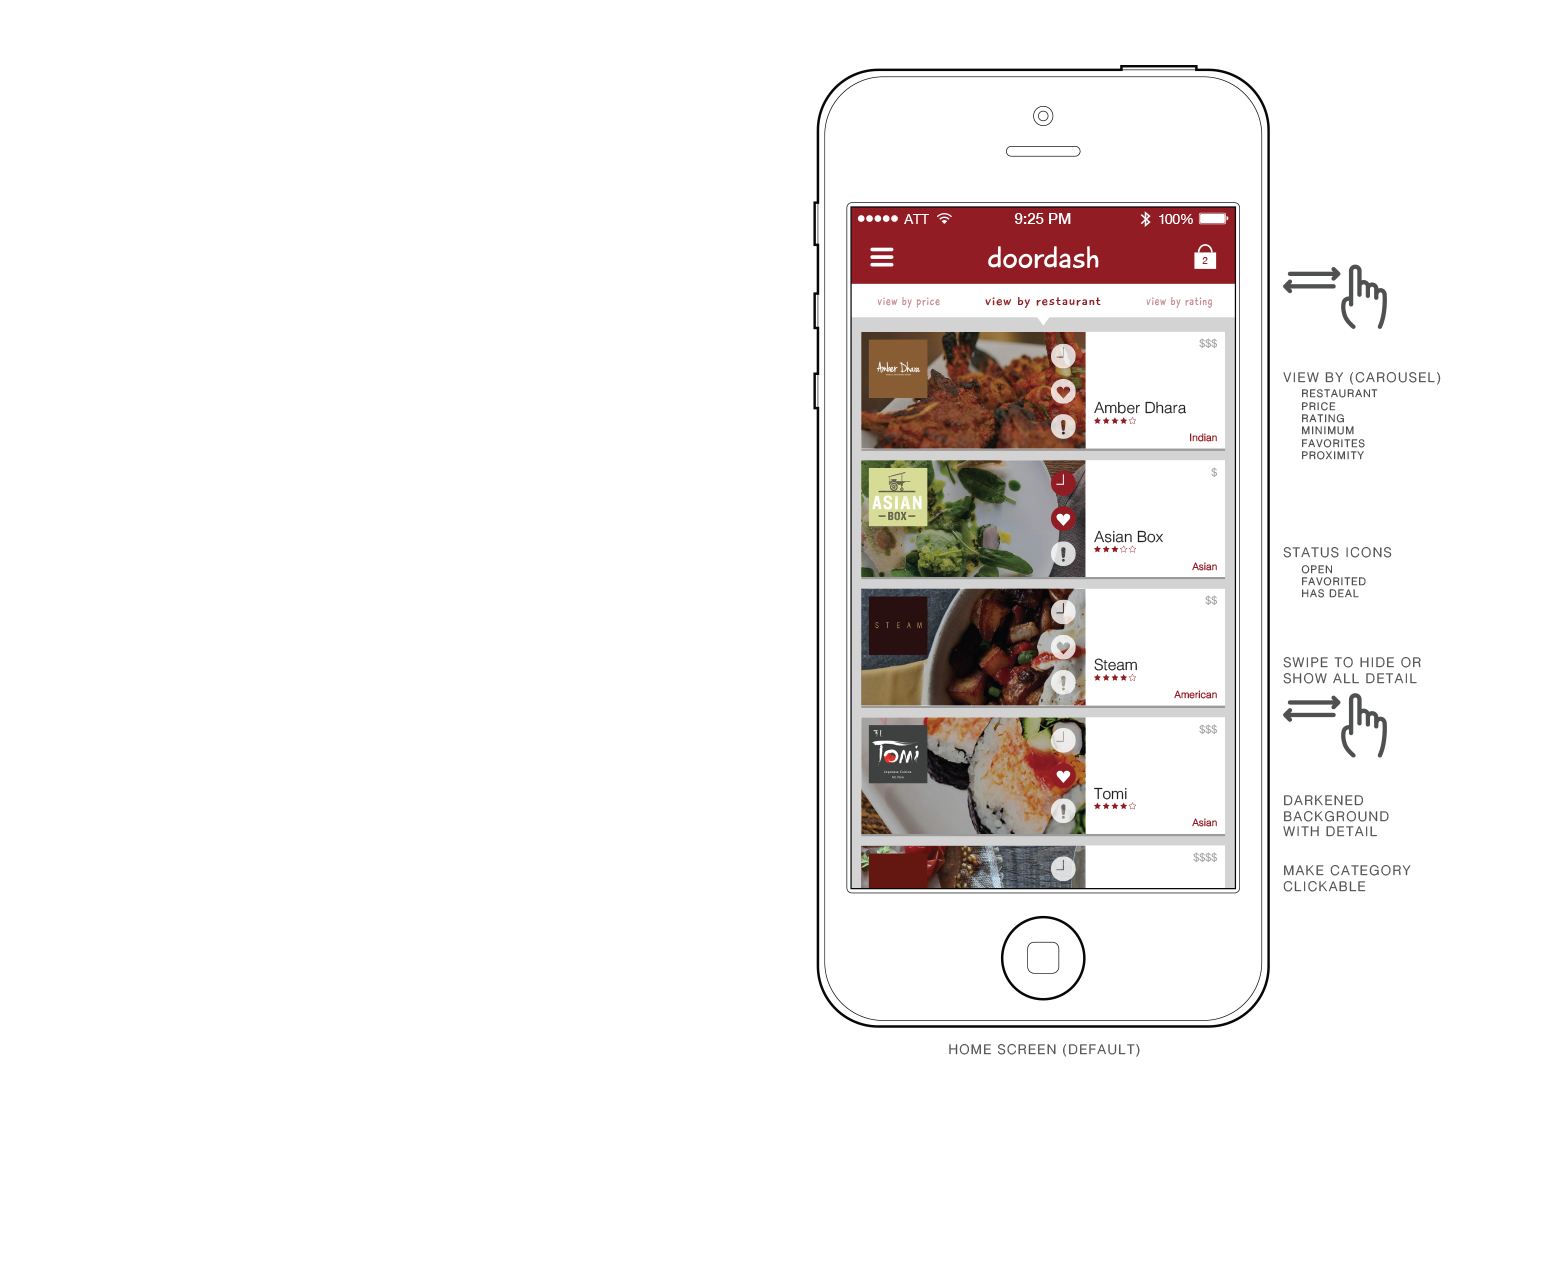 ATT 9:25 PM 100%
doordash
2
view by price view by restaurant view by rating
Amber Dhara
$$$
Amber Dhara
Indian
ASIAN
BOX
$
Asian Box
Asian
STEAM
$$
Steam
American
TOMI
$$$
Tomi
Asian
$$$$
VIEW BY (CAROUSEL)
RESTAURANT
PRICE
RATING
MINIMUM
FAVORITES
PROXIMITY
STATUS ICONS
OPEN
FAVORITED
HAS DEAL
SWIPE TO HIDE OR
SHOW ALL DETAIL
DARKENED
BACKGROUND
WITH DETAIL
MAKE CATEGORY
CLICKABLE
HOME SCREEN (DEFAULT)